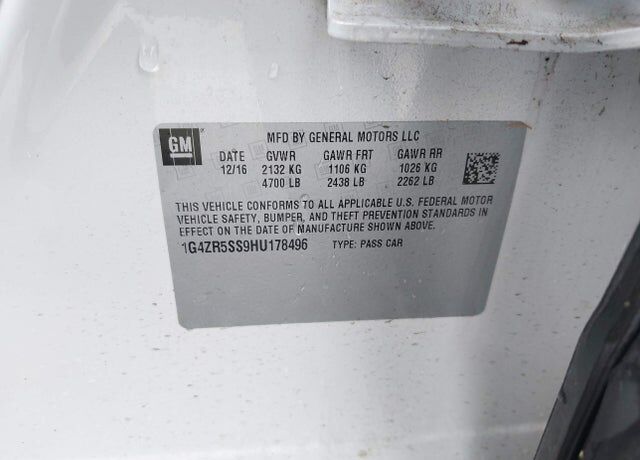 GM
MFD BY GENERAL MOTORS LLC
DATE GVWR GAWR FRT GAWR RR
12/16 2132 KG 1106 KG 1026 KG
4700 LB 2438 LB 2262 LB
THIS VEHICLE CONFORMS TO ALL APPLICABLE U.S. FEDERAL MOTOR
VEHICLE SAFETY, BUMPER, AND THEFT PREVENTION STANDARDS IN
EFFECT ON THE DATE OF MANUFACTURE SHOWN ABOVE.
1G4ZR5SS9HU178496 TYPE: PASS CAR